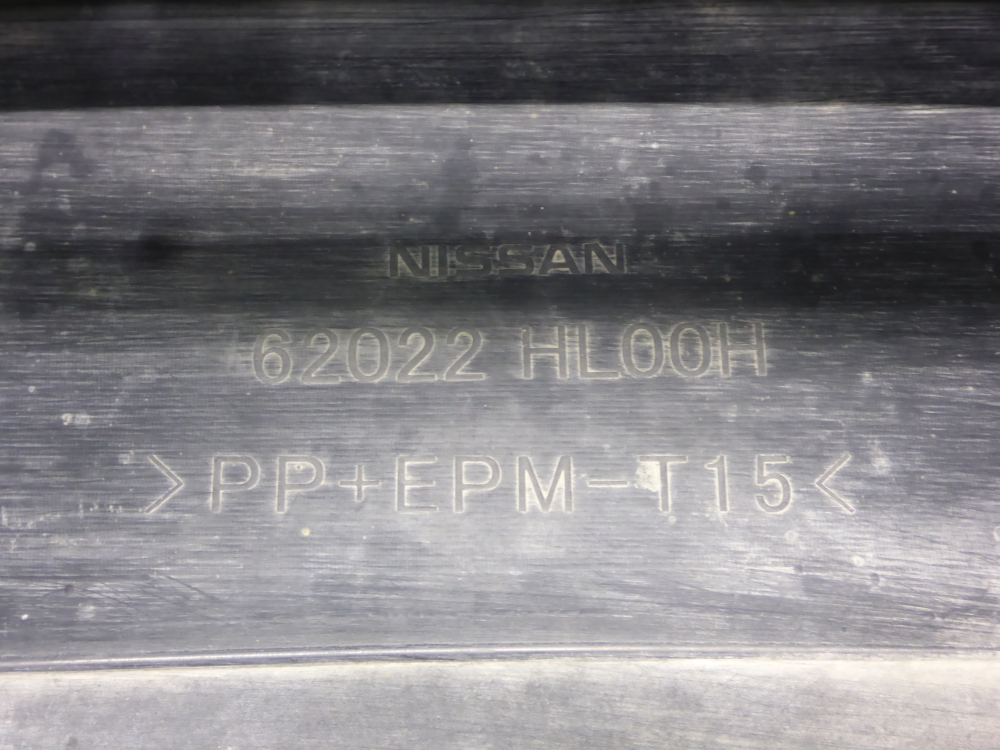 NISSAN
62022 HL00H
>PP+EPM-T15<